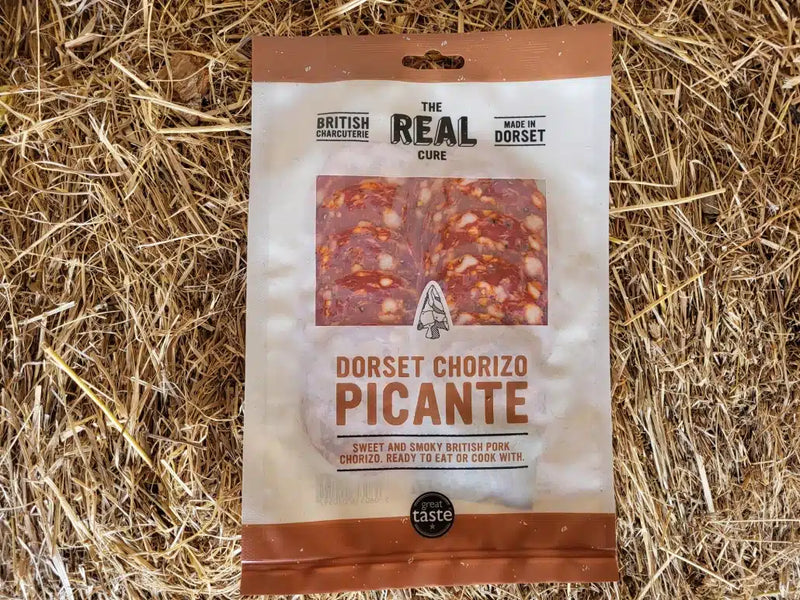 THE
BRITISH
CHARCUTERIE
REAL
MADE IN
DORSET
CURE
DORSET CHORIZO
PICANTE
SWEET AND SMOKY BRITISH PORK
CHORIZO. READY TO EAT OR COOK WITH.
great
taste